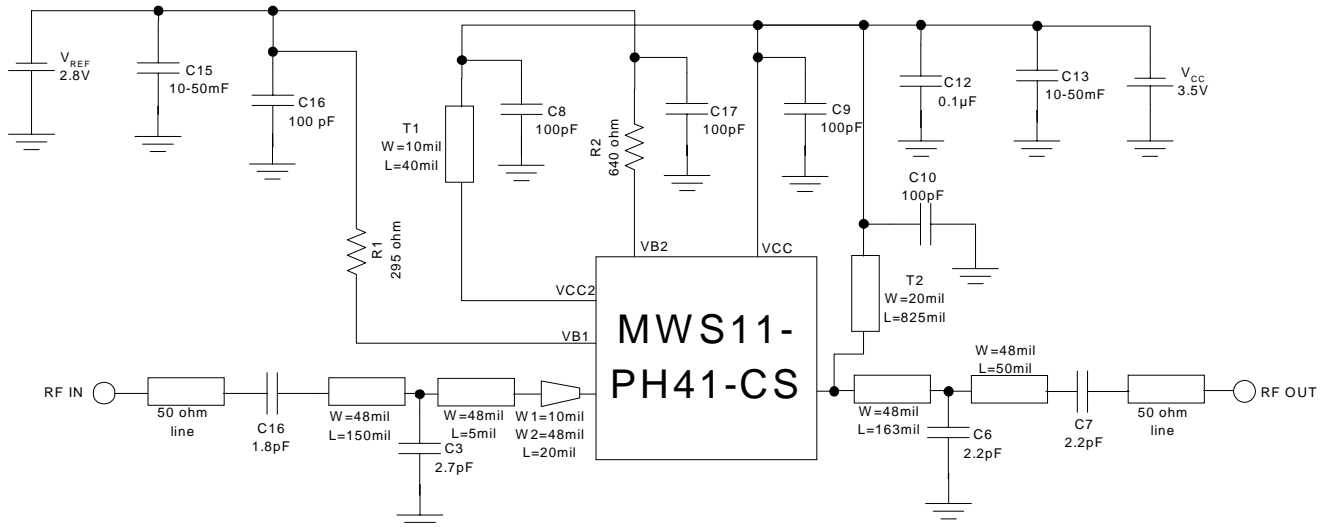 V_REF
2.8V
C15
10-50mF
C16
100 pF
R1
295 ohm
T1
W=10mil
L=40mil
C8
100pF
R2
640 ohm
C17
100pF
C9
100pF
C12
0.1µF
C13
10-50mF
V_CC
3.5V
C10
100pF
T2
W=20mil
L=825mil
VB2
VCC
VCC2
VB1
MWS11-
PH41-CS
RF IN
50 ohm
line
C16
1.8pF
W=48mil
L=150mil
C3
2.7pF
W=48mil
L=5mil
W1=10mil
W2=48mil
L=20mil
W=48mil
L=163mil
C6
2.2pF
W=48mil
L=50mil
C7
2.2pF
50 ohm
line
RF OUT